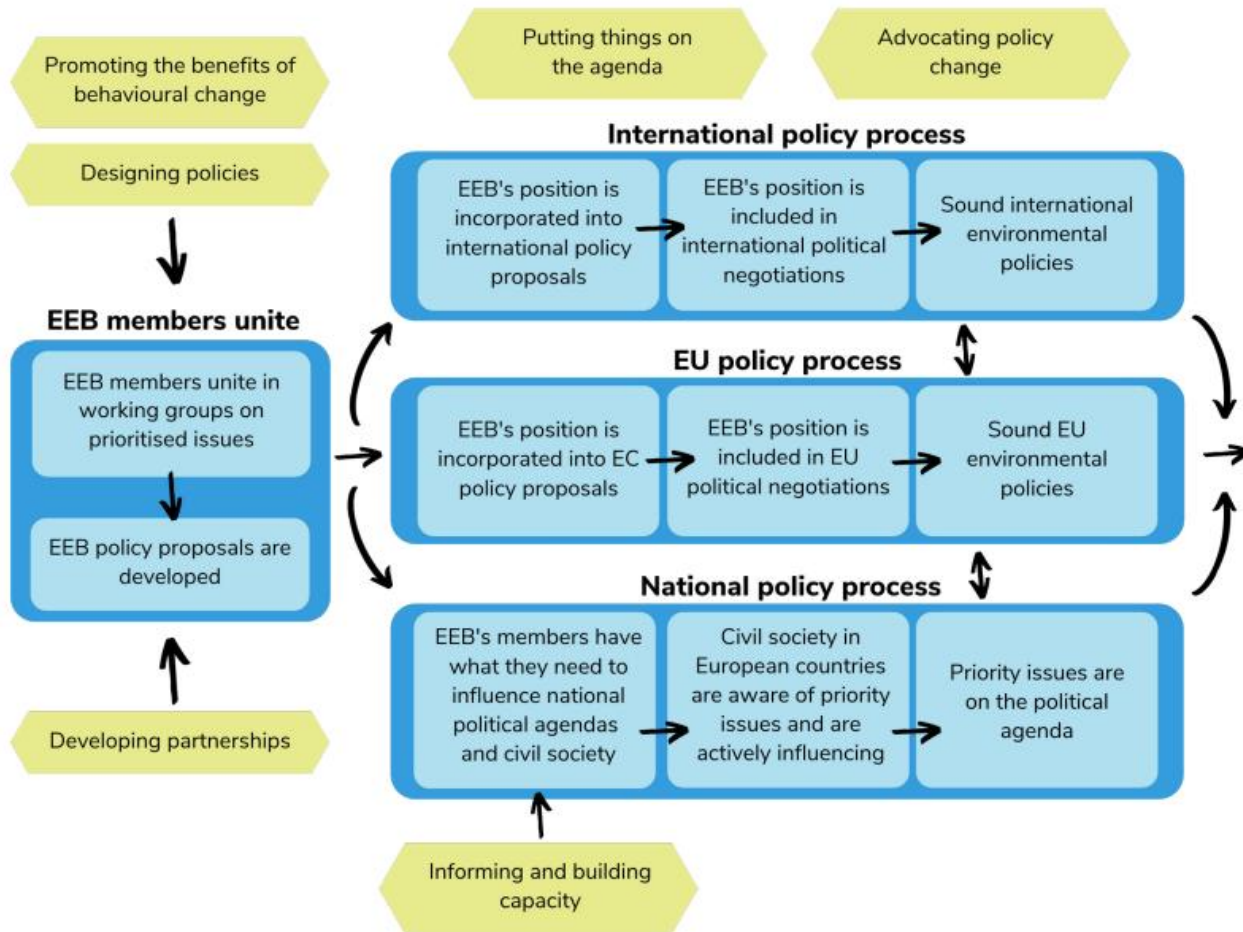 Promoting the benefits of
behavioural change
Designing policies
Putting things on
the agenda
Advocating policy
change
EEB members unite
EEB members unite in
working groups on
prioritised issues
EEB policy proposals are
developed
Developing partnerships
International policy process
EEB's position is
incorporated into
international policy
proposals
EEB's position is
included in
international political
negotiations
Sound international
environmental
policies
EU policy process
EEB's position is
incorporated into EC
policy proposals
EEB's position is
included in EU
political negotiations
Sound EU
environmental
policies
National policy process
EEB's members have
what they need to
influence national
political agendas
and civil society
Civil society in
European countries
are aware of priority
issues and are
actively influencing
Priority issues are
on the political
agenda
Informing and building
capacity